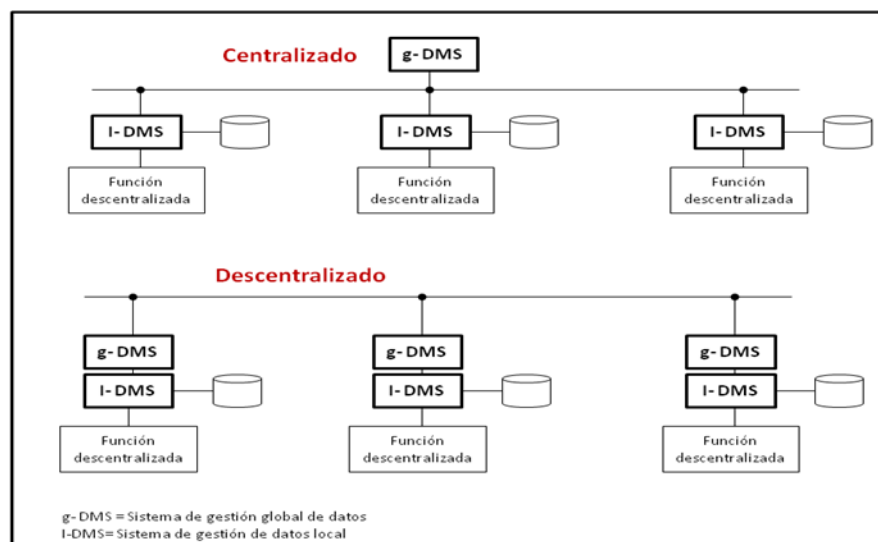 Centralizado
g- DMS
l- DMS
l- DMS
l- DMS
Función
descentralizada
Función
descentralizada
Función
descentralizada
Descentralizado
g- DMS
g- DMS
g- DMS
l- DMS
l- DMS
l- DMS
Función
descentralizada
Función
descentralizada
Función
descentralizada
g- DMS = Sistema de gestión global de datos
l-DMS= Sistema de gestión de datos local